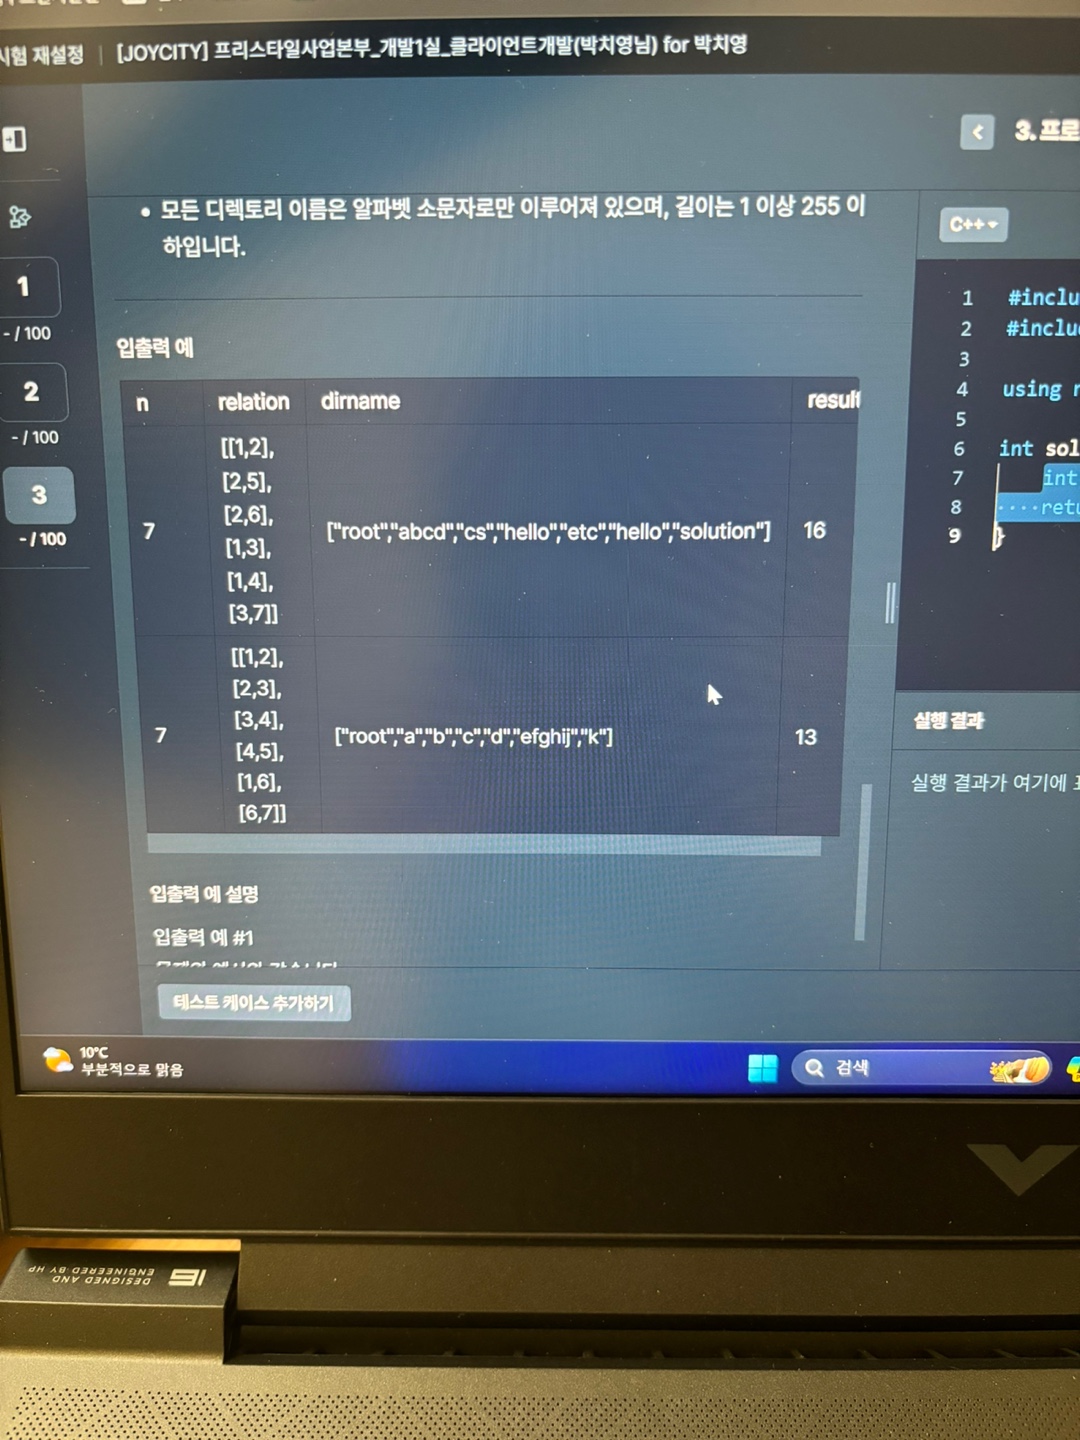 시험 재설정 | [JOYCITY] 프리스타일사업본부_개발1실_클라이언트개발(박치영님) for 박치영
3. 프로
• 모든 디렉토리 이름은 알파벳 소문자로만 이루어져 있으며, 길이는 1 이상 255 이
하입니다.
C++
1
- / 100
2
- / 100
3
- / 100
입출력 예
n relation dirname result
7
[[1,2],
[2,5],
[2,6],
[1,3],
[1,4],
[3,7]]
["root","abcd","cs","hello","etc","hello","solution"]
16
7
[[1,2],
[2,3],
[3,4],
[4,5],
[1,6],
[6,7]]
["root","a","b","c","d","efghij","k"]
13
입출력 예 설명
입출력 예 #1
테스트 케이스 추가하기
1 #inclu
2 #includ
3
4 using n
5
6 int sol
7 int
8 ····retu
9 }
실행 결과
실행 결과가 여기에
10°C
부분적으로 맑음
검색
DESIGNED AND
ENGINEERED BY HP